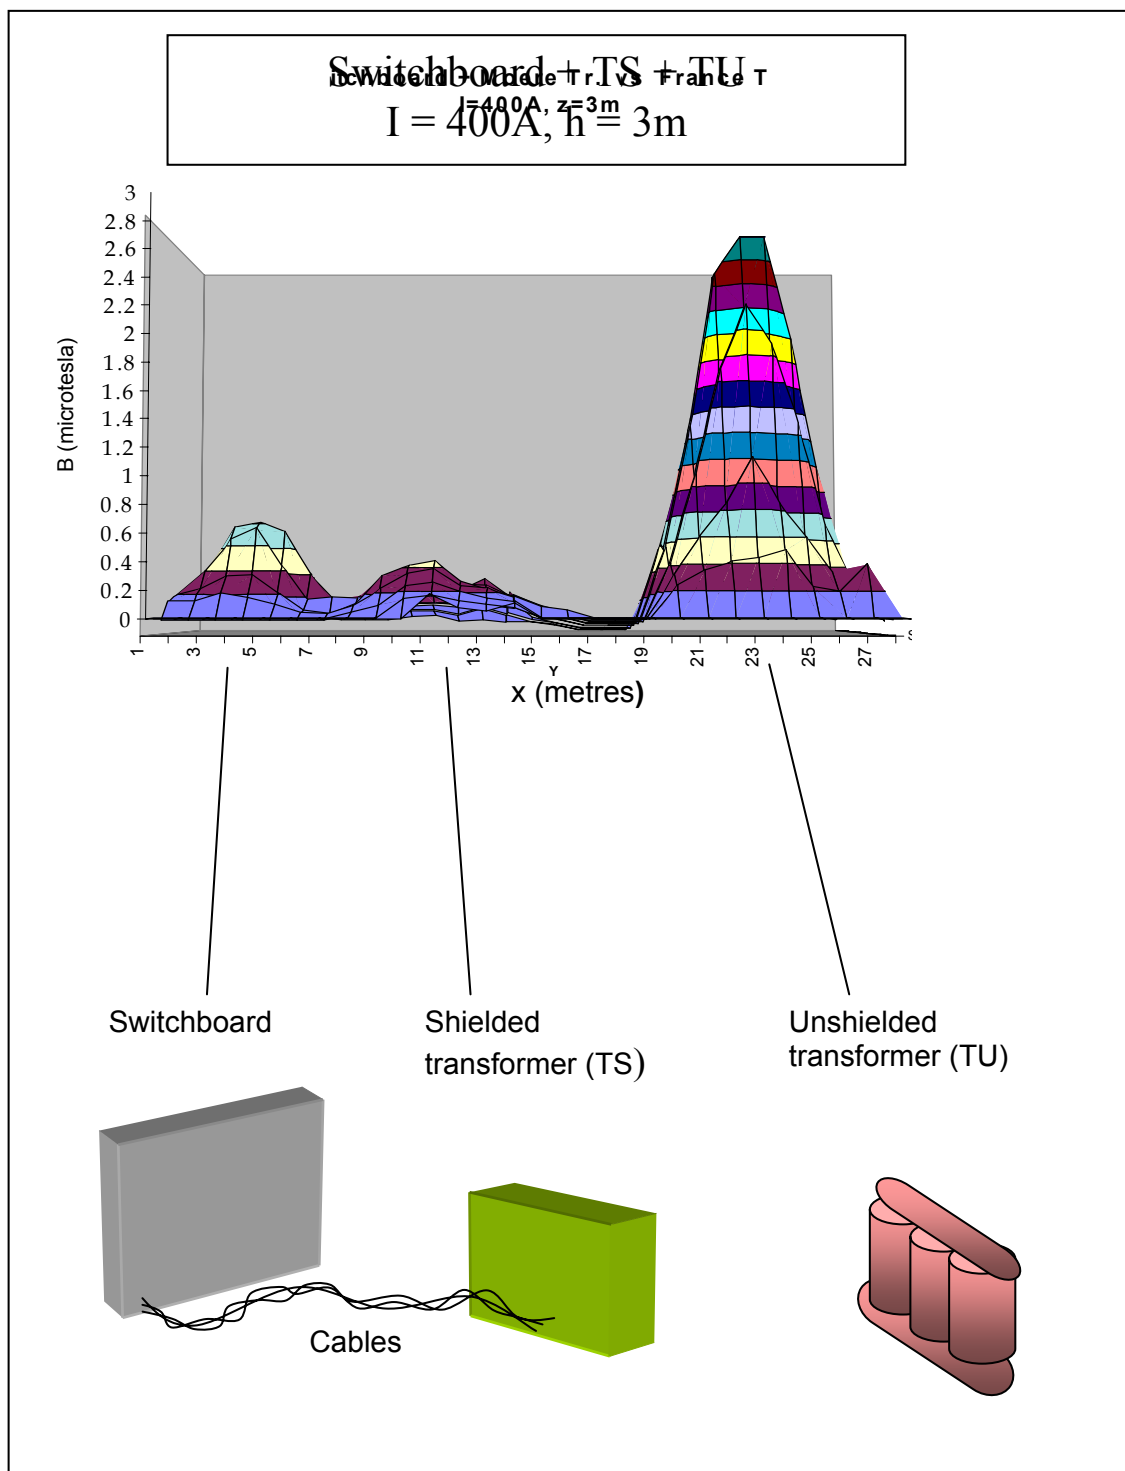 Switchboard + TS + TU
I=400A, z=3m
I = 400A, h = 3m
3
2.8
2.6
2.4
2.2
2
1.8
1.6
1.4
1.2
1
0.8
0.6
0.4
0.2
0
B (microtesla)
1 3 5 7 9 11 13 15 17 19 21 23 25 27
Y
x (metres)
Switchboard
Shielded
transformer (TS)
Unshielded
transformer (TU)
Cables